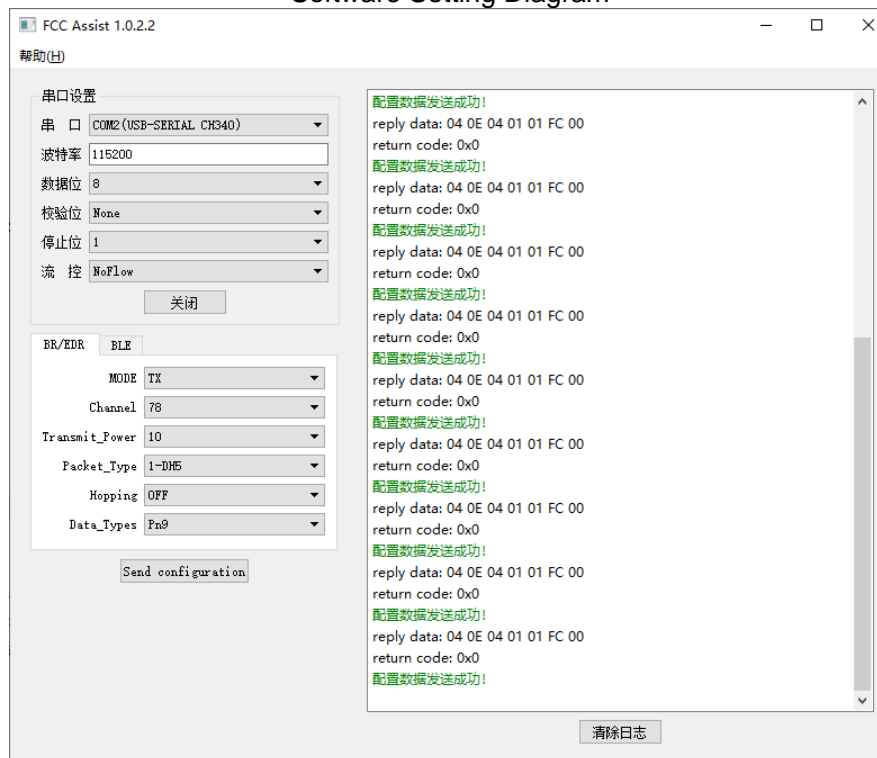 Software Setting Diagram
FCC Assist 1.0.2.2
帮助(H)
串口设置
串 口 COM2(USB-SERIAL CH340)
波特率 115200
数据位 8
校验位 None
停止位 1
流 控 NoFlow
关闭
BR/EDR BLE
MODE TX
Channel 78
Transmit_Power 10
Packet_Type 1-DH5
Hopping OFF
Data_Types Pn9
Send configuration
配置数据发送成功!
reply data: 04 0E 04 01 01 FC 00
return code: 0x0
配置数据发送成功!
reply data: 04 0E 04 01 01 FC 00
return code: 0x0
配置数据发送成功!
reply data: 04 0E 04 01 01 FC 00
return code: 0x0
配置数据发送成功!
reply data: 04 0E 04 01 01 FC 00
return code: 0x0
配置数据发送成功!
reply data: 04 0E 04 01 01 FC 00
return code: 0x0
配置数据发送成功!
reply data: 04 0E 04 01 01 FC 00
return code: 0x0
配置数据发送成功!
reply data: 04 0E 04 01 01 FC 00
return code: 0x0
配置数据发送成功!
reply data: 04 0E 04 01 01 FC 00
return code: 0x0
配置数据发送成功!
reply data: 04 0E 04 01 01 FC 00
return code: 0x0
配置数据发送成功!
清除日志